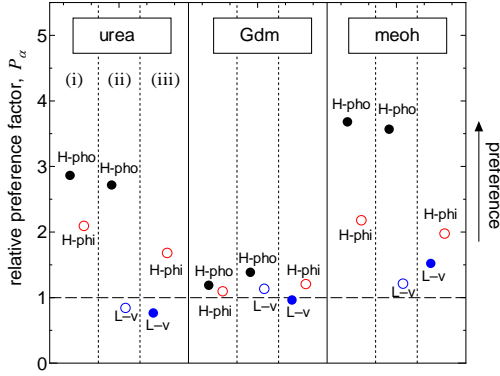 relative preference factor, Pα
5
4
3
2
1
0
urea
Gdm
meoh
(i)
(ii)
(iii)
H-pho
H-pho
H-phi
H-phi
L–v
L–v
H-pho
H-pho
H-phi
H-phi
L–v
L–v
H-pho
H-pho
H-phi
H-phi
L–v
L–v
preference